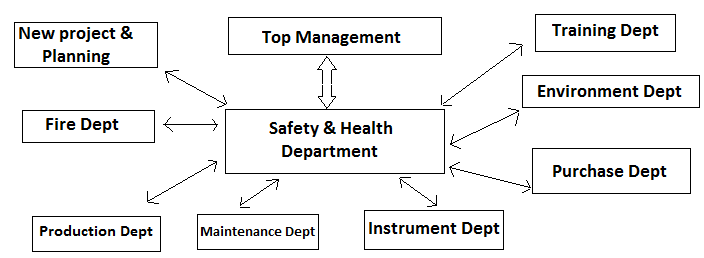 New project &
Planning
Top Management
Training Dept
Environment Dept
Fire Dept
Safety & Health
Department
Purchase Dept
Production Dept
Maintenance Dept
Instrument Dept